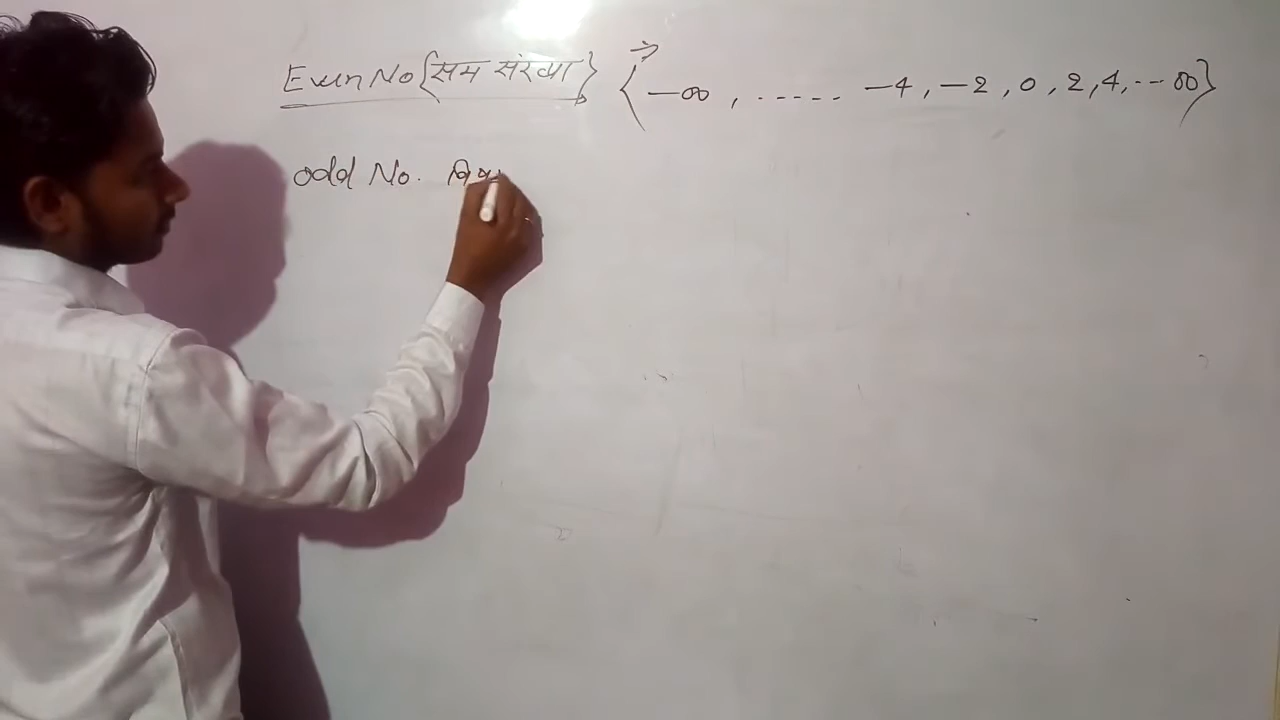 Even No {सम संख्या} → {-∞, ..... -4, -2, 0, 2, 4, --- ∞}
odd No. विष